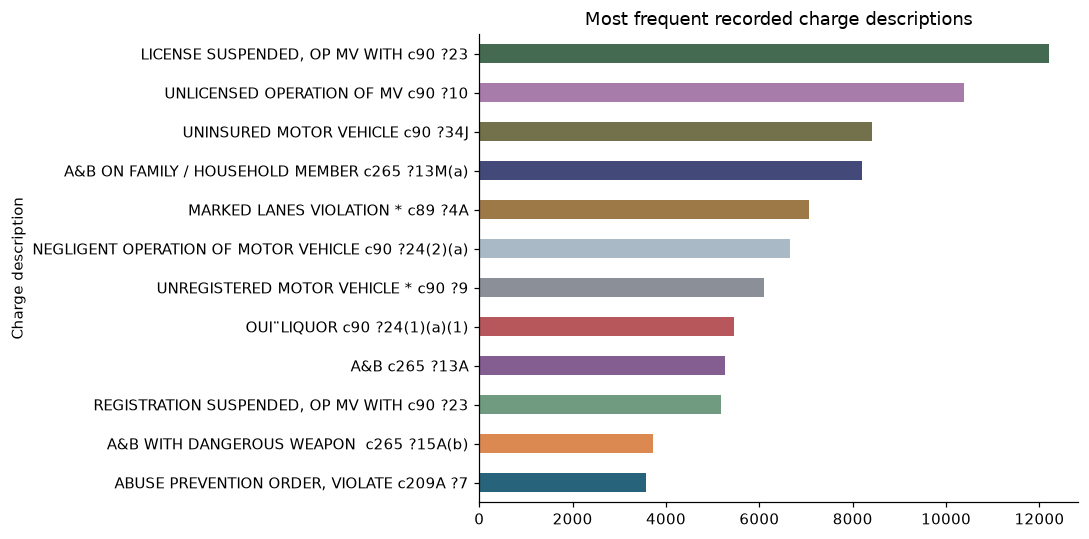 Most frequent recorded charge descriptions
Charge description
LICENSE SUSPENDED, OP MV WITH c90 ?23
UNLICENSED OPERATION OF MV c90 ?10
UNINSURED MOTOR VEHICLE c90 ?34J
A&B ON FAMILY / HOUSEHOLD MEMBER c265 ?13M(a)
MARKED LANES VIOLATION * c89 ?4A
NEGLIGENT OPERATION OF MOTOR VEHICLE c90 ?24(2)(a)
UNREGISTERED MOTOR VEHICLE * c90 ?9
OUI¨LIQUOR c90 ?24(1)(a)(1)
A&B c265 ?13A
REGISTRATION SUSPENDED, OP MV WITH c90 ?23
A&B WITH DANGEROUS WEAPON  c265 ?15A(b)
ABUSE PREVENTION ORDER, VIOLATE c209A ?7
0 2000 4000 6000 8000 10000 12000